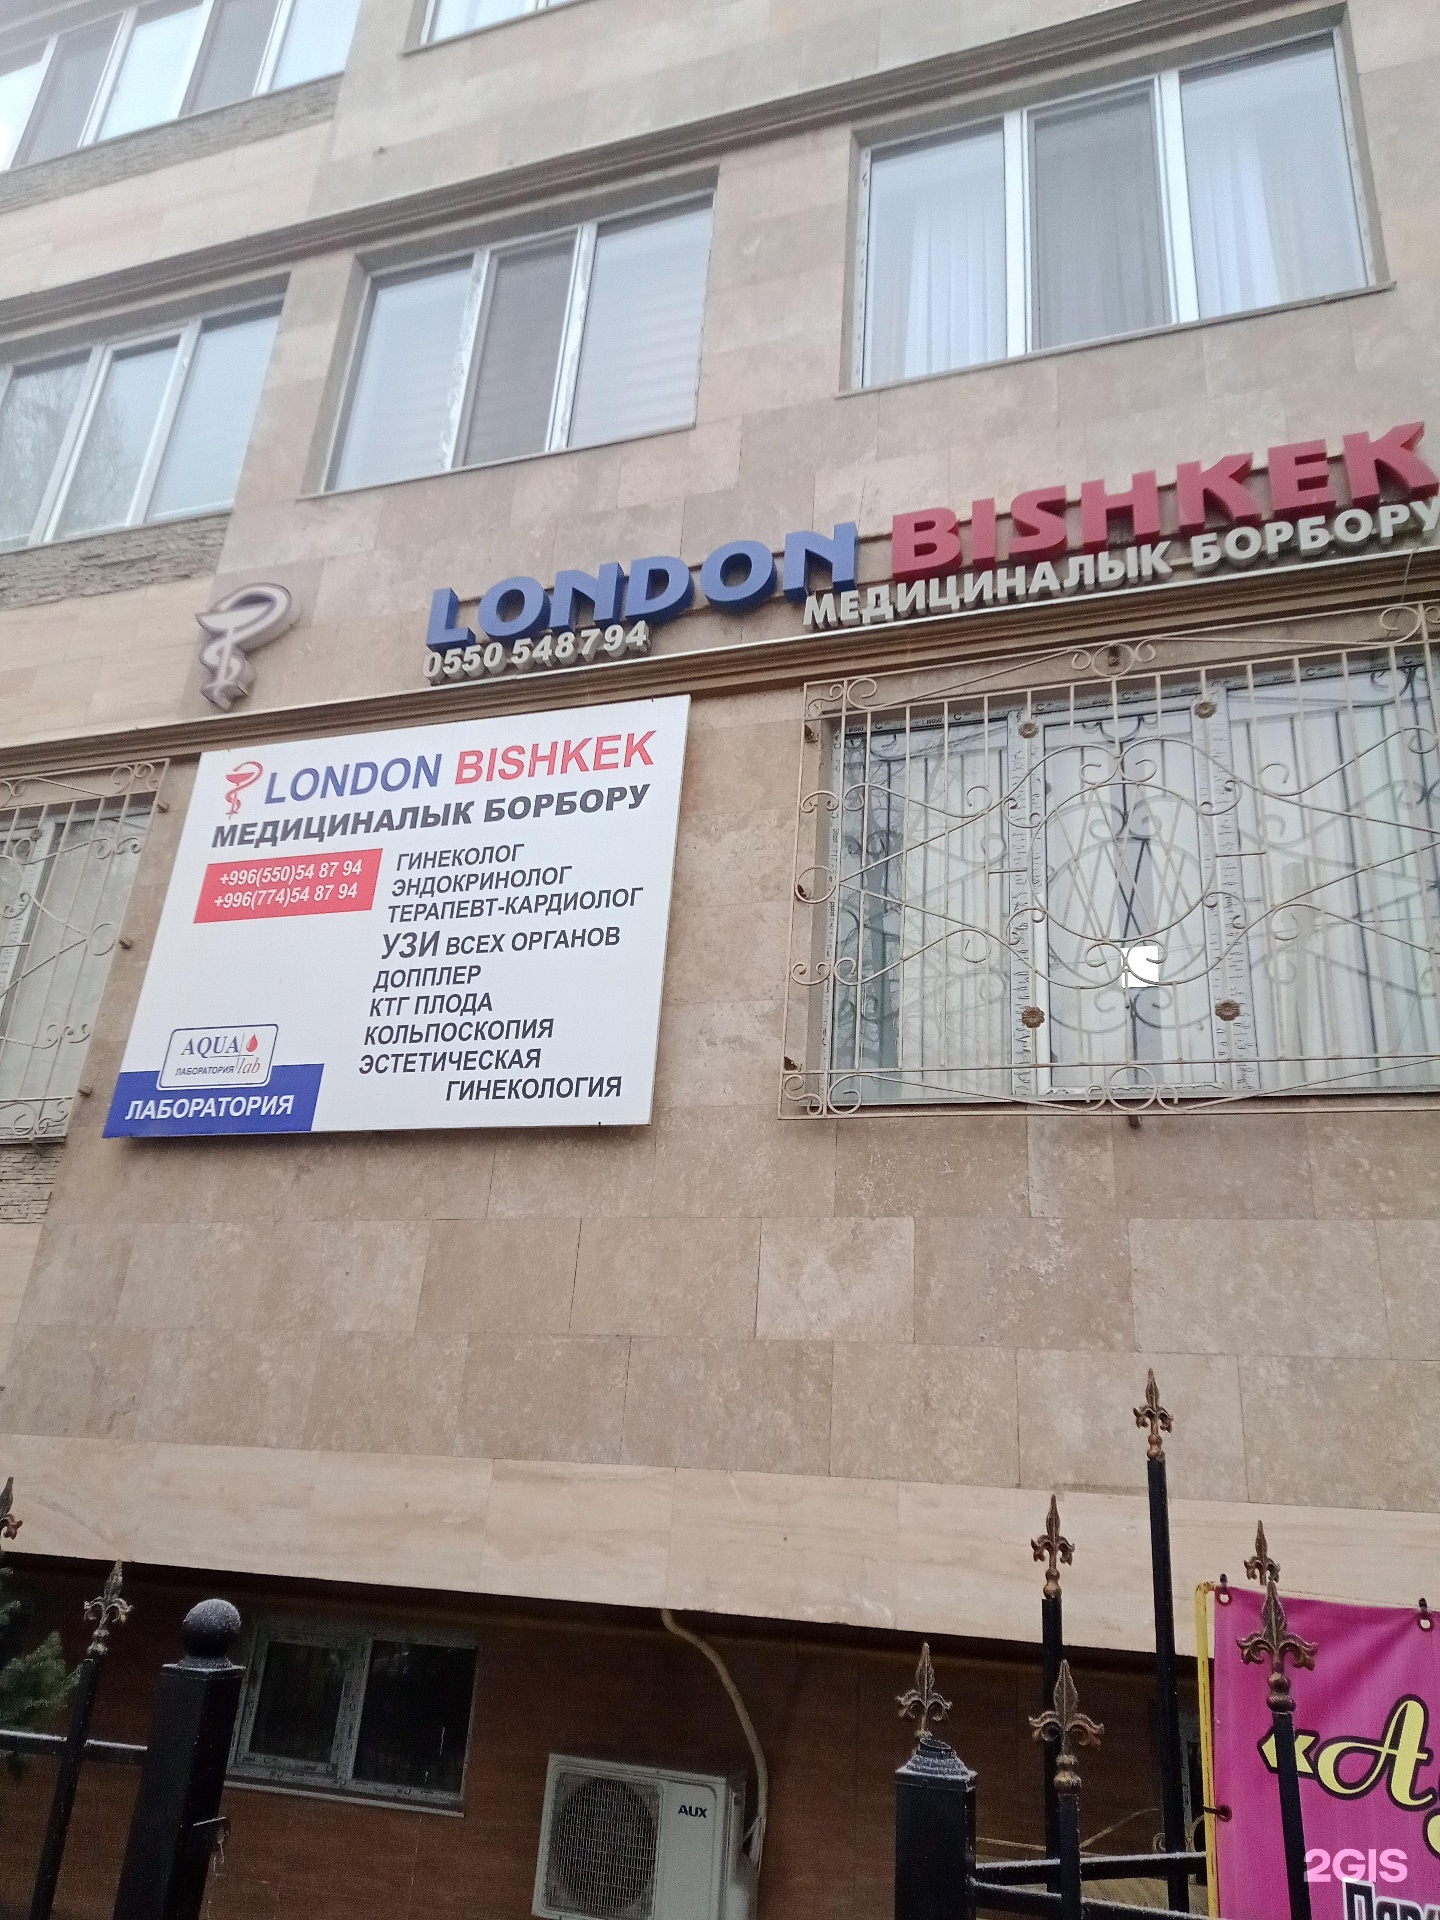 LONDON BISHKEK
0550 548794 МЕДИЦИНАЛЫК БОРБОРУ
LONDON BISHKEK
МЕДИЦИНАЛЫК БОРБОРУ
+996(550)54 87 94
+996(774)54 87 94
ГИНЕКОЛОГ
ЭНДОКРИНОЛОГ
ТЕРАПЕВТ-КАРДИОЛОГ
УЗИ ВСЕХ ОРГАНОВ
ДОППЛЕР
КТГ ПЛОДА
КОЛЬПОСКОПИЯ
ЭСТЕТИЧЕСКАЯ
ГИНЕКОЛОГИЯ
AQUA
ЛАБОРАТОРИЯ lab
ЛАБОРАТОРИЯ
AUX
2GIS